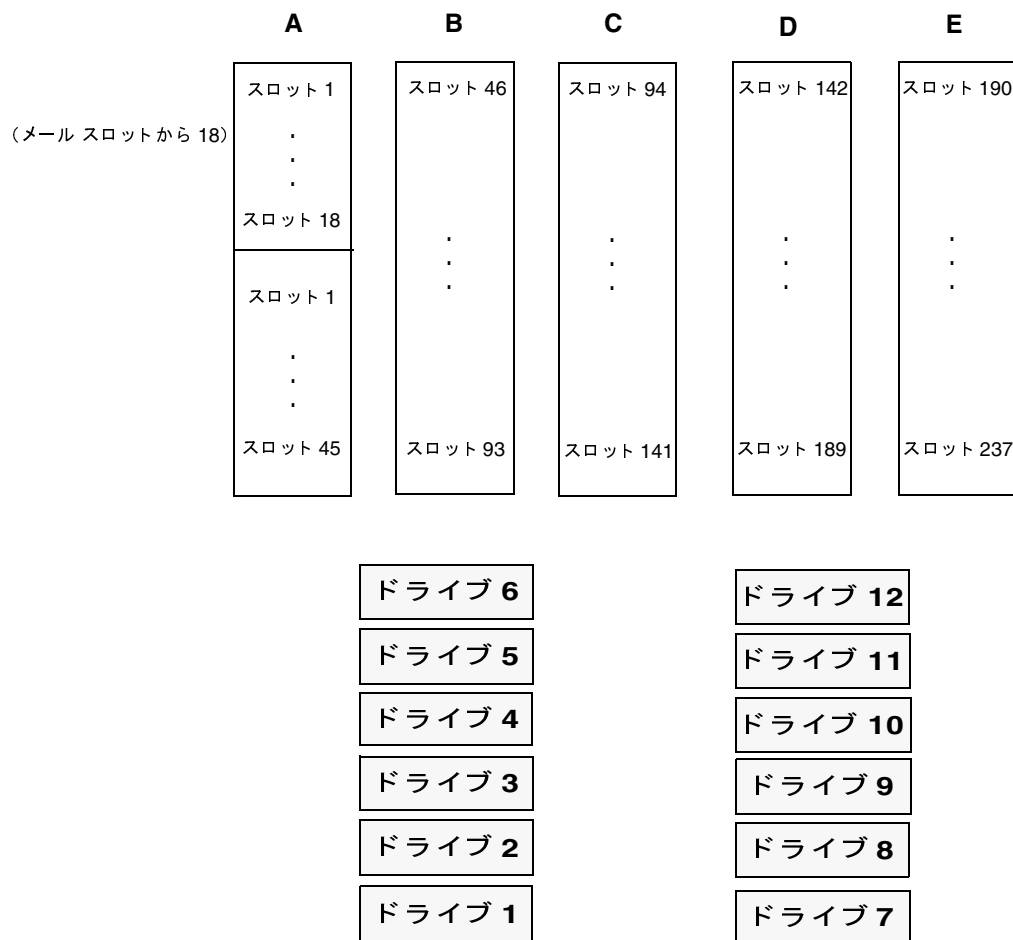 A B C D E
スロット 1 スロット 46 スロット 94 スロット 142 スロット 190
(メール スロットから 18)
スロット 18
スロット 1
スロット 45 スロット 93 スロット 141 スロット 189 スロット 237
ドライブ 6 ドライブ 12
ドライブ 5 ドライブ 11
ドライブ 4 ドライブ 10
ドライブ 3 ドライブ 9
ドライブ 2 ドライブ 8
ドライブ 1 ドライブ 7